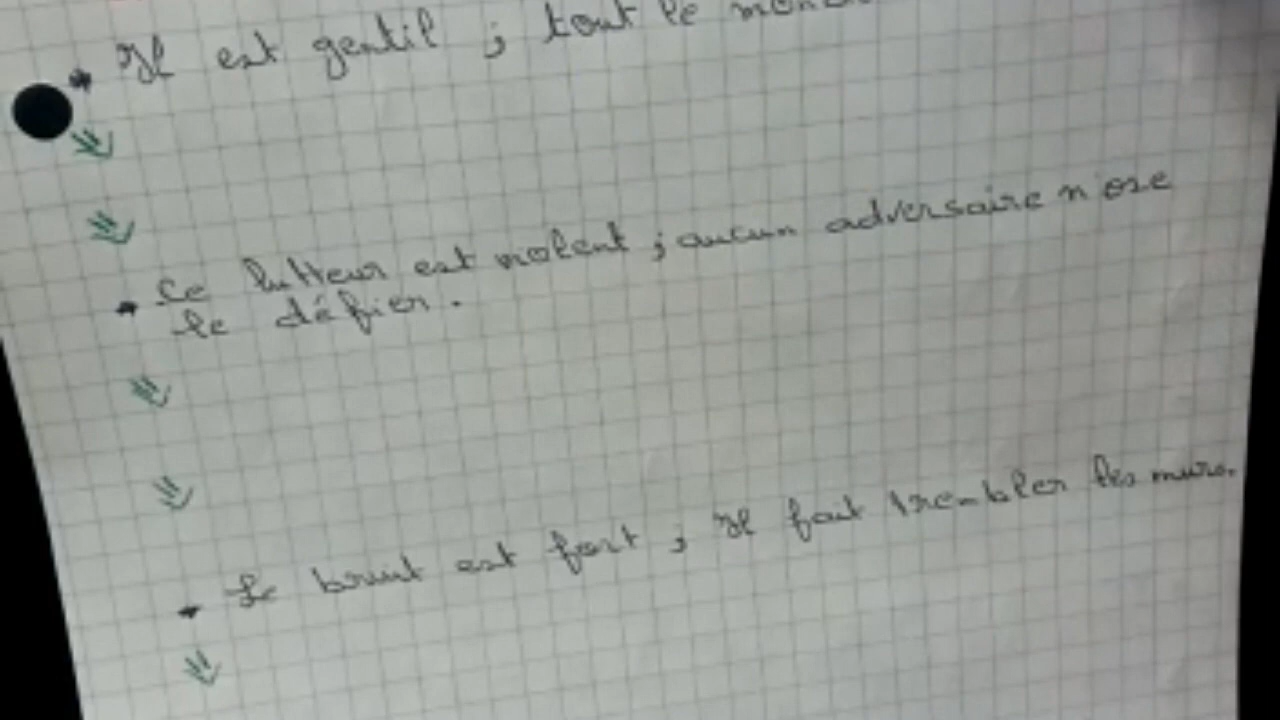 Il est gentil ; tout le
Ce lutteur est violent ; aucun adversaire n'ose
le défier.
Le bruit est fort ; Il fait trembler les murs.